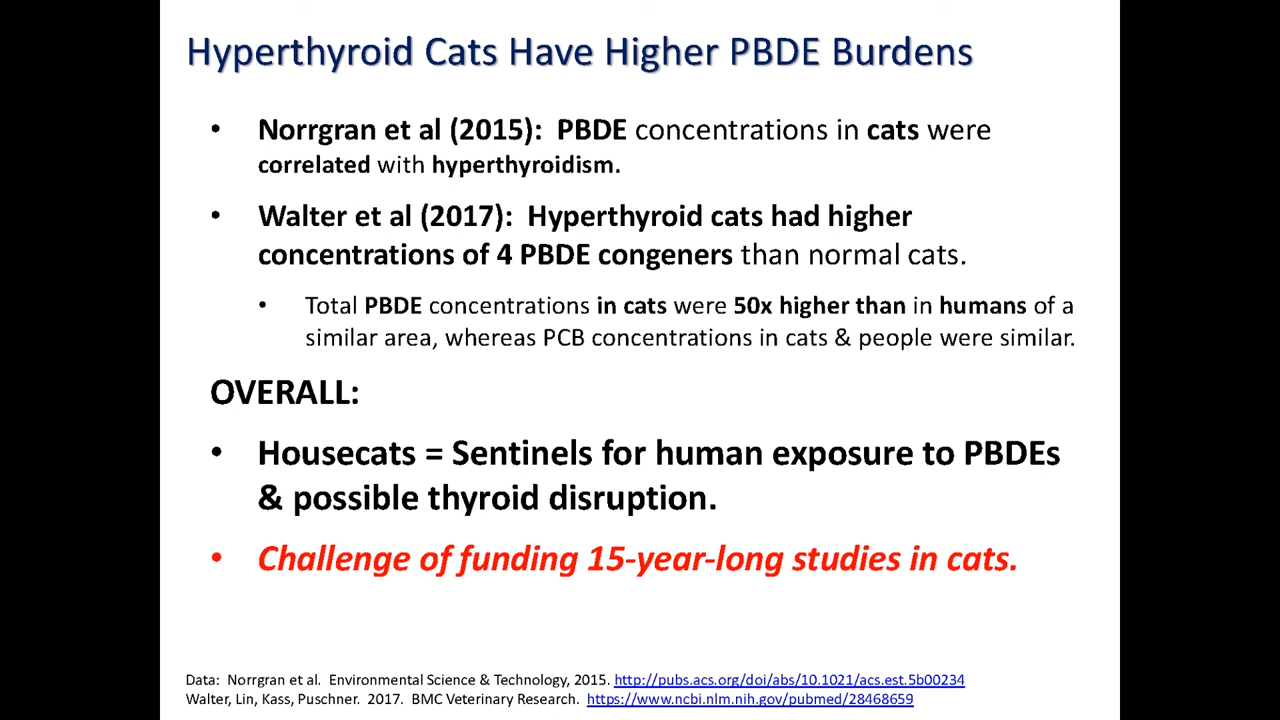 Hyperthyroid Cats Have Higher PBDE Burdens
• Norrgran et al (2015): PBDE concentrations in cats were
correlated with hyperthyroidism.
• Walter et al (2017): Hyperthyroid cats had higher
concentrations of 4 PBDE congeners than normal cats.
• Total PBDE concentrations in cats were 50x higher than in humans of a
similar area, whereas PCB concentrations in cats & people were similar.
OVERALL:
• Housecats = Sentinels for human exposure to PBDEs
& possible thyroid disruption.
• Challenge of funding 15-year-long studies in cats.
Data: Norrgran et al. Environmental Science & Technology, 2015. http://pubs.acs.org/doi/abs/10.1021/acs.est.5b00234
Walter, Lin, Kass, Puschner. 2017. BMC Veterinary Research. https://www.ncbi.nlm.nih.gov/pubmed/28468659